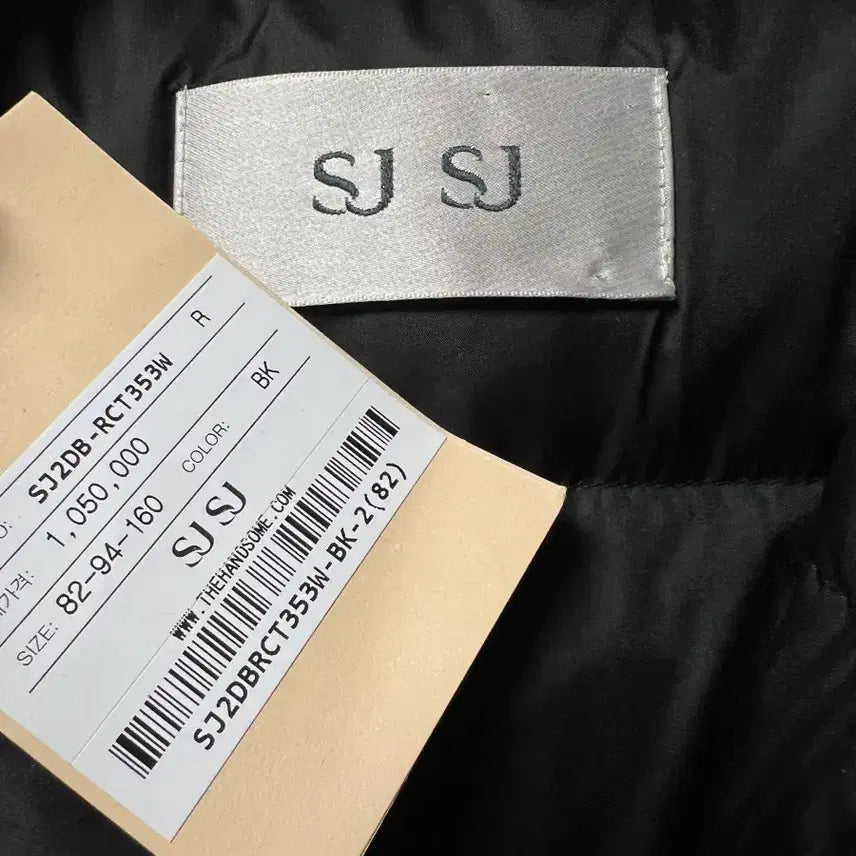 SJ SJ
SJ2DB-RCT353W R
1,050,000
SIZE: 82-94-160 COLOR: BK
SJ SJ
WWW.THEHANDSOME.COM
SJ2DBRCT353W-BK-2(82)